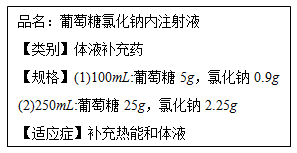 品名：葡萄糖氯化钠内注射液
【类别】体液补充药
【规格】(1)100mL:葡萄糖 5g，氯化钠 0.9g
(2)250mL:葡萄糖 25g，氯化钠 2.25g
【适应症】补充热能和体液